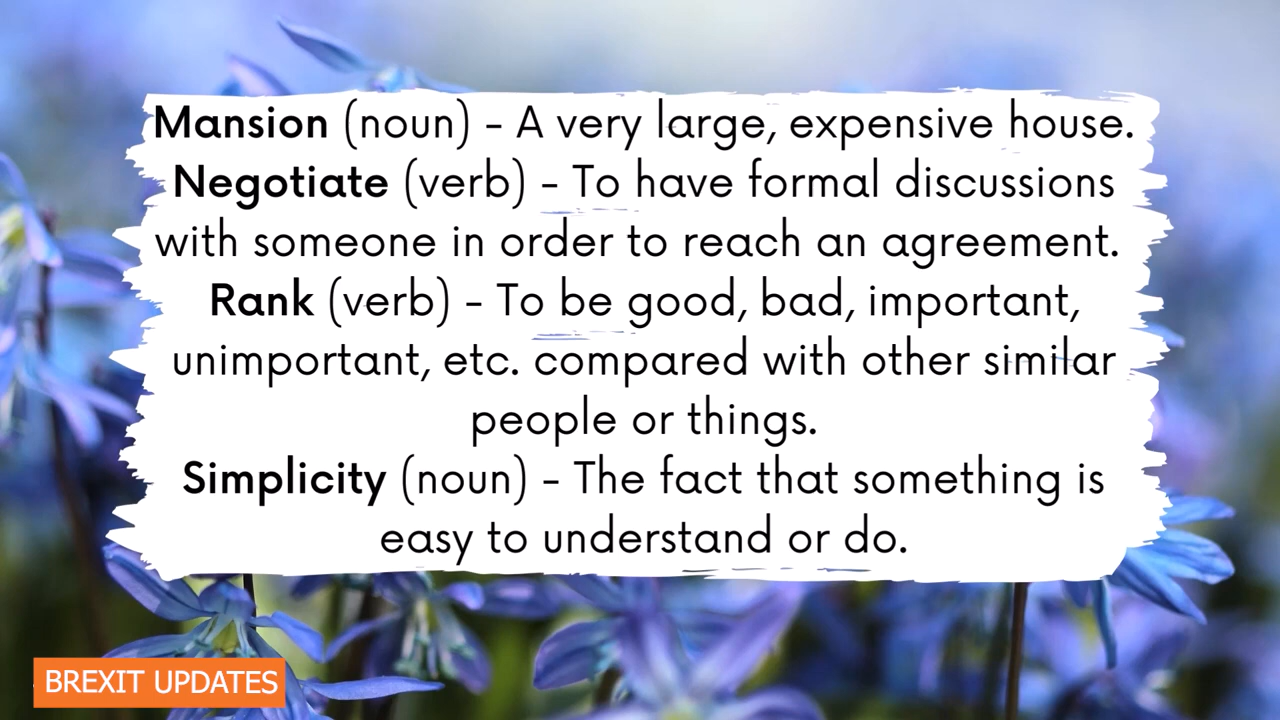 Mansion (noun) - A very large, expensive house.
Negotiate (verb) - To have formal discussions
with someone in order to reach an agreement.
Rank (verb) - To be good, bad, important,
unimportant, etc. compared with other similar
people or things.
Simplicity (noun) - The fact that something is
easy to understand or do.
BREXIT UPDATES